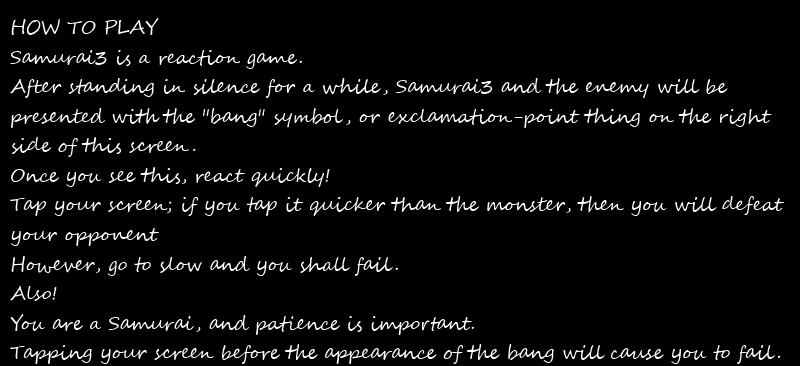 HOW TO PLAY
Samurai3 is a reaction game.
After standing in silence for a while, Samurai3 and the enemy will be
presented with the "bang" symbol, or exclamation-point thing on the right
side of this screen.
Once you see this, react quickly!
Tap your screen; if you tap it quicker than the monster, then you will defeat
your opponent
However, go to slow and you shall fail.
Also!
You are a Samurai, and patience is important.
Tapping your screen before the appearance of the bang will cause you to fail.